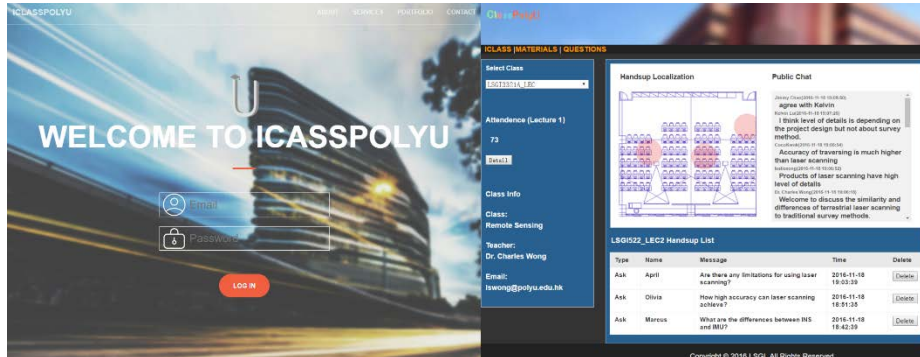 ICLASSPOLYU
ABOUT SERVICES PORTFOLIO CONTACT
WELCOME TO ICASSPOLYU
Email
Password
LOG IN
ClassPolyU
ICLASS |MATERIALS | QUESTIONS
Select Class
Attendence (Lecture 1)
73
Detail
Class Info
Class:
Remote Sensing
Teacher:
Dr. Charles Wong
Email:
lswong@polyu.edu.hk
Handsup Localization
Public Chat
agree with Kelvin
I think level of details is depending on
the project design but not about survey
method.
Accuracy of traversing is much higher
than laser scanning
Products of laser scanning have high
level of details
Welcome to discuss the similarity and
differences of terrestrial laser scanning
to traditional survey methods.
LSGI522_LEC2 Handsup List
Type Name Message Time Delete
Ask April Are there any limitations for using laser
scanning? 2016-11-18
19:03:39 Delete
Ask Olivia How high accuracy can laser scanning
achieve? 2016-11-18
18:51:35 Delete
Ask Marcus What are the differences between INS
and IMU? 2016-11-18
18:42:39 Delete
Copyright © 2016 LSGI. All Rights Reserved